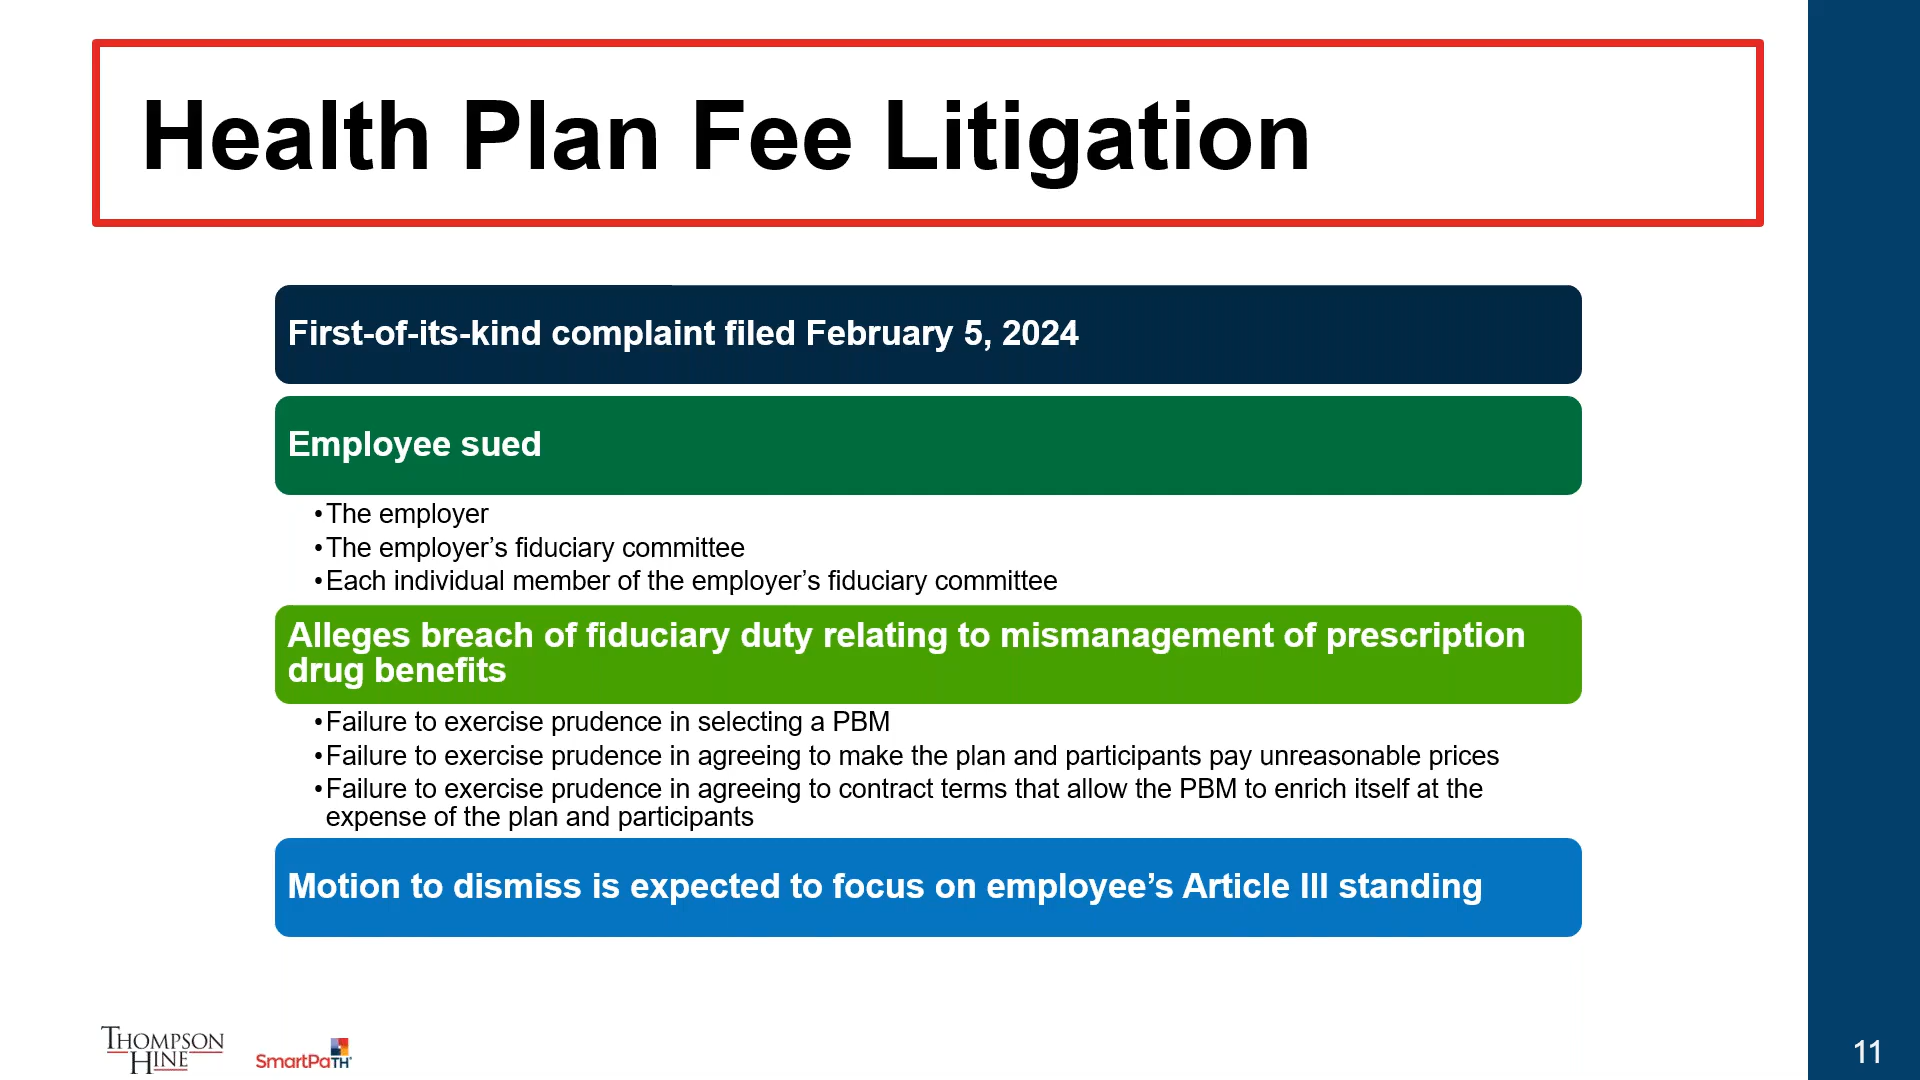 Health Plan Fee Litigation
First-of-its-kind complaint filed February 5, 2024
Employee sued
•The employer
•The employer’s fiduciary committee
•Each individual member of the employer’s fiduciary committee
Alleges breach of fiduciary duty relating to mismanagement of prescription
drug benefits
•Failure to exercise prudence in selecting a PBM
•Failure to exercise prudence in agreeing to make the plan and participants pay unreasonable prices
•Failure to exercise prudence in agreeing to contract terms that allow the PBM to enrich itself at the
expense of the plan and participants
Motion to dismiss is expected to focus on employee’s Article III standing
THOMPSON
HINE
SmartPaTH
11